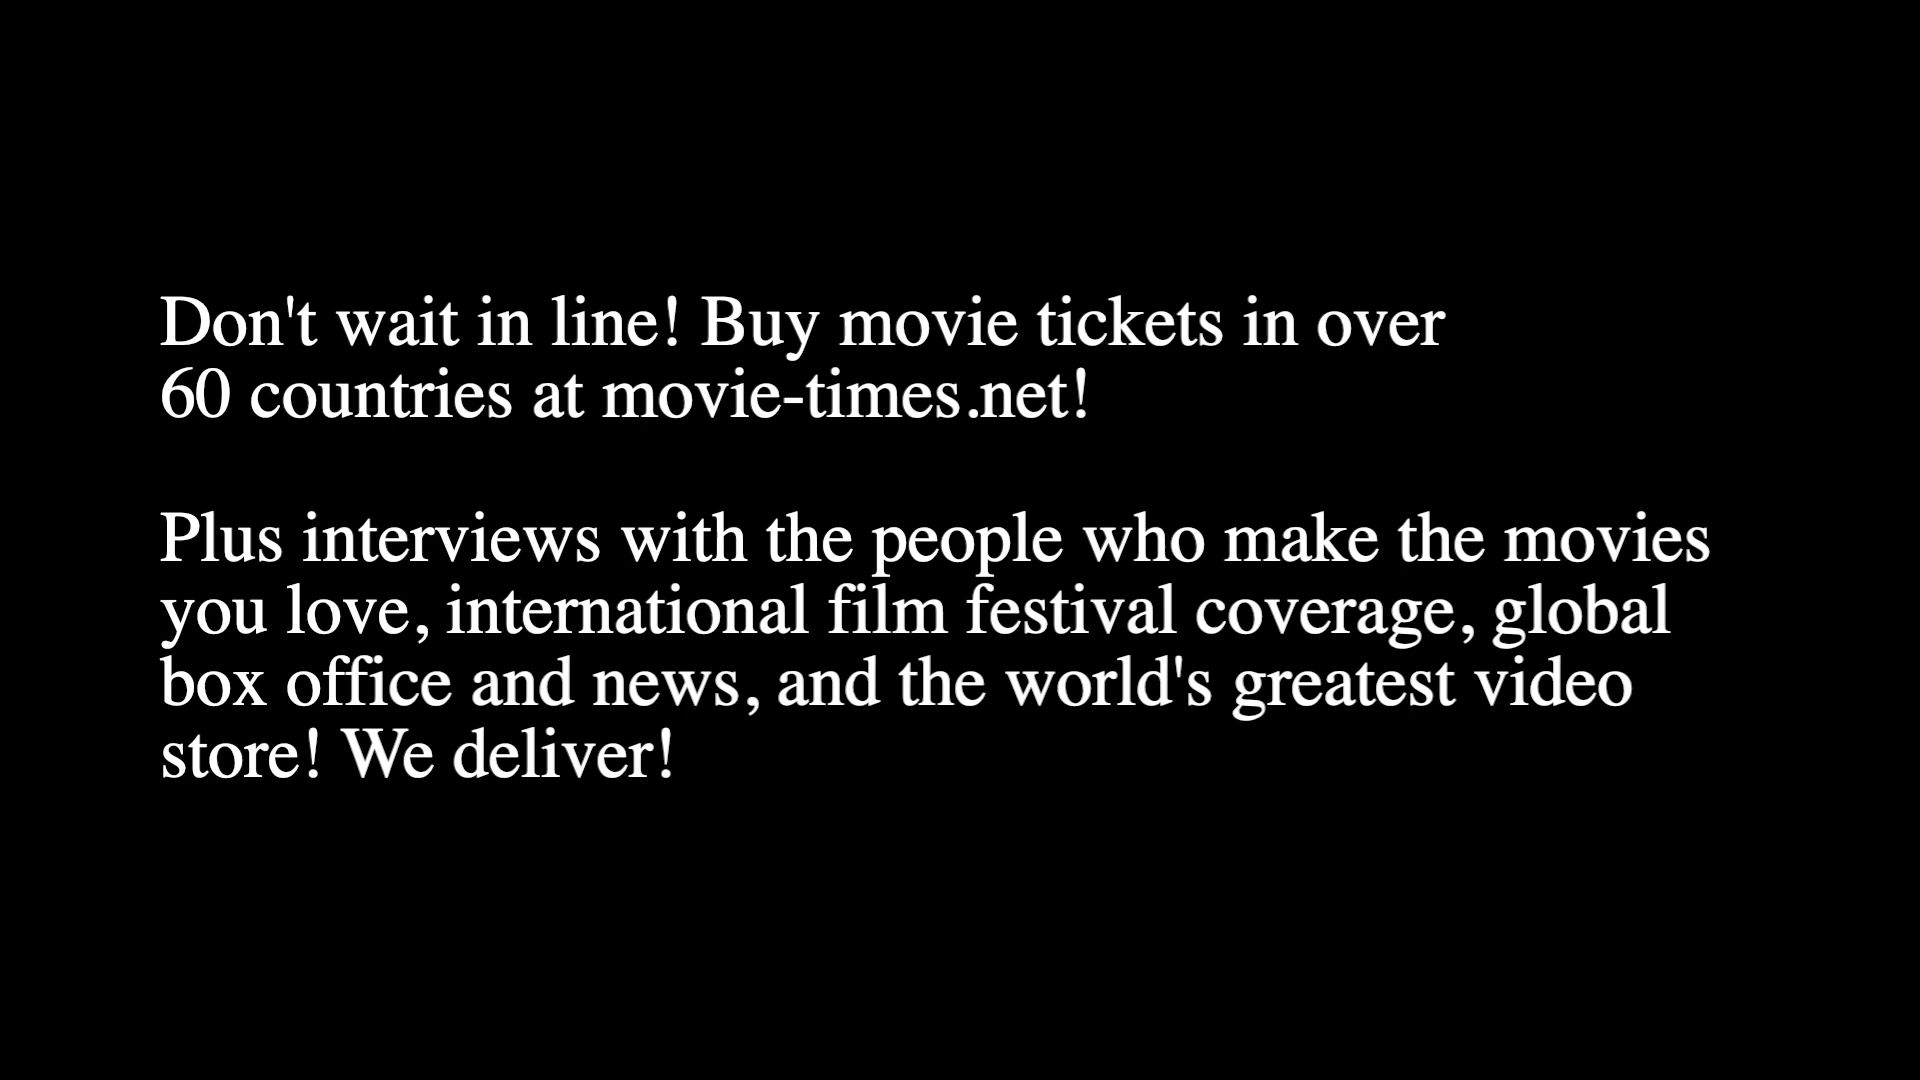 Don't wait in line! Buy movie tickets in over
60 countries at movie-times.net!
Plus interviews with the people who make the movies
you love, international film festival coverage, global
box office and news, and the world's greatest video
store! We deliver!